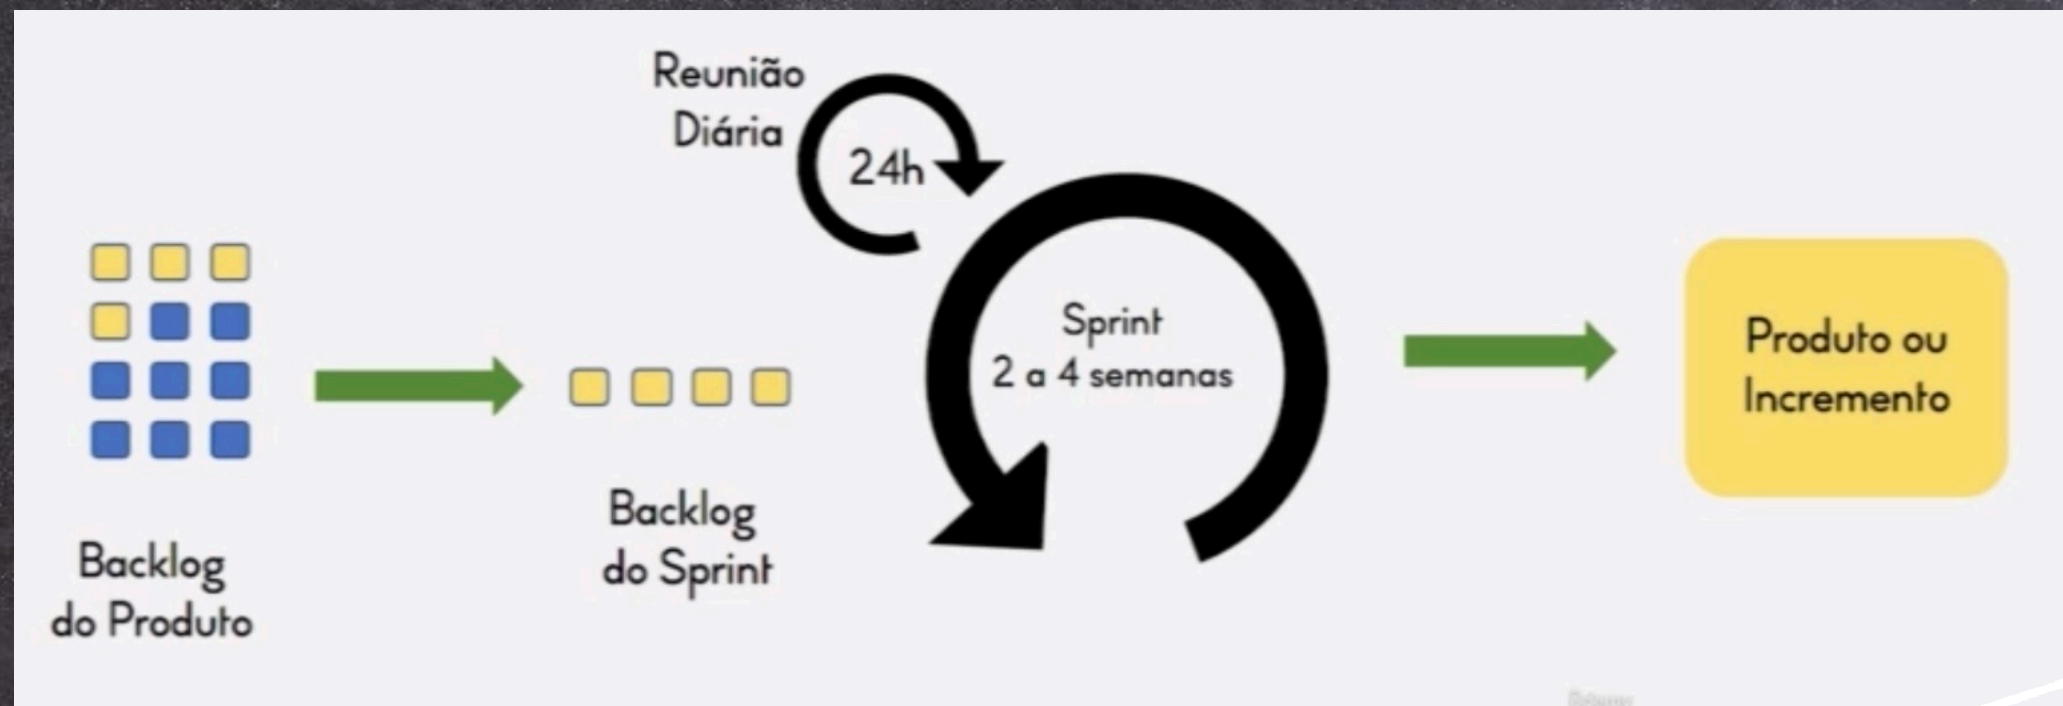 Reunião
Diária
24h
Sprint
2 a 4 semanas
Produto ou
Incremento
Backlog
do Sprint
Backlog
do Produto